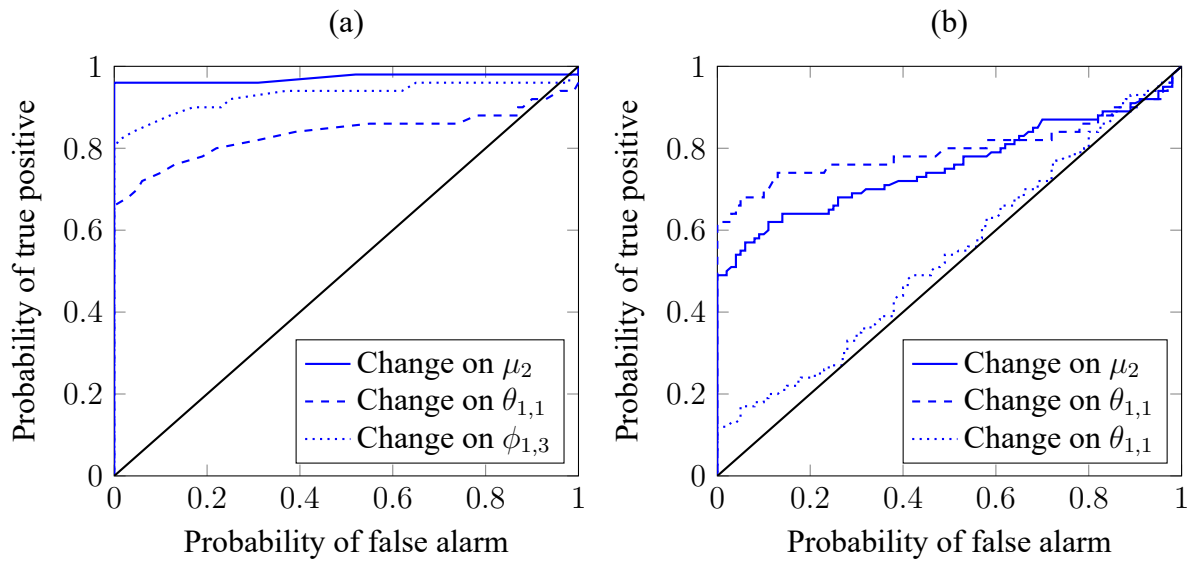 (a)
Probability of true positive
1
0.8
0.6
0.4
0.2
0
0 0.2 0.4 0.6 0.8 1
Probability of false alarm
Change on μ₂
Change on θ₁,₁
Change on ϕ₁,₃
(b)
Probability of true positive
1
0.8
0.6
0.4
0.2
0
0 0.2 0.4 0.6 0.8 1
Probability of false alarm
Change on μ₂
Change on θ₁,₁
Change on θ₁,₁